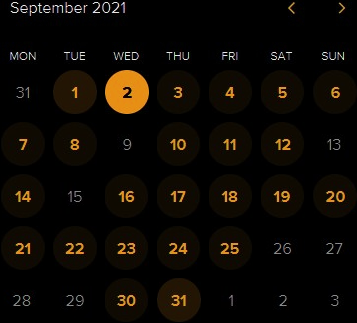 September 2021
MON TUE WED THU FRI SAT SUN
31 1 2 3 4 5 6
7 8 9 10 11 12 13
14 15 16 17 18 19 20
21 22 23 24 25 26 27
28 29 30 31 1 2 3